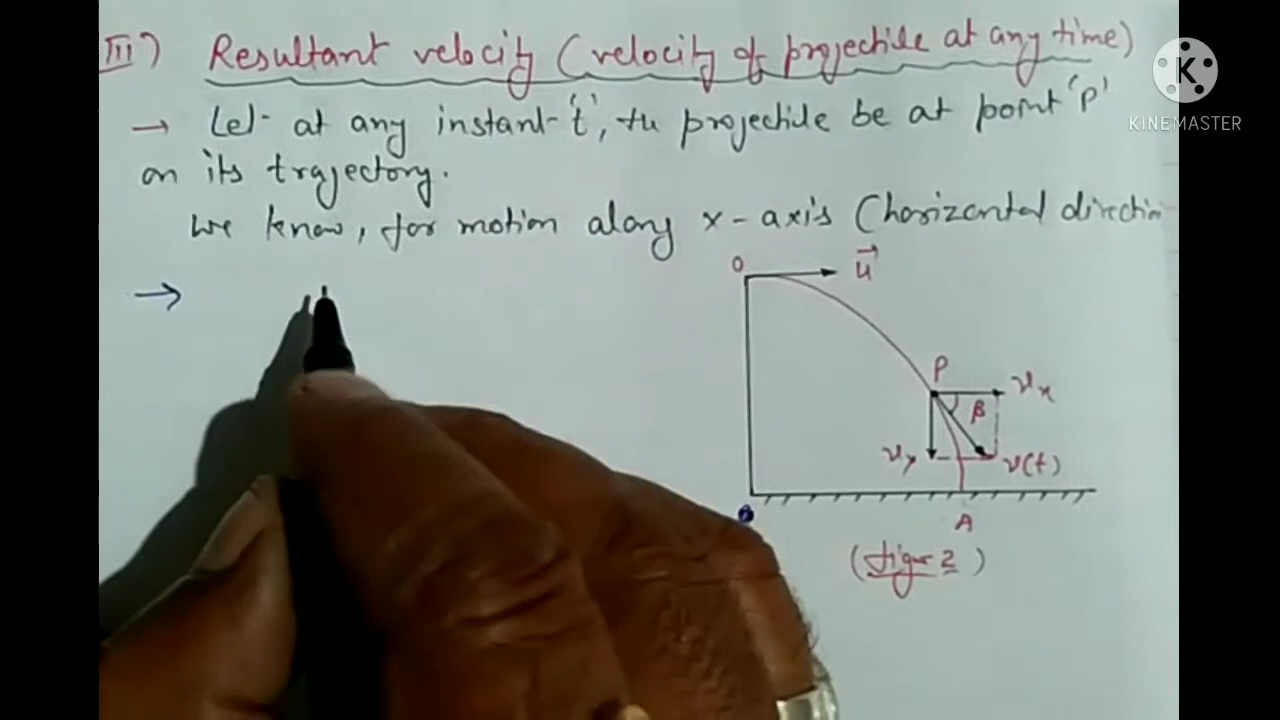 III) Resultant velocity (velocity of projectile at any time)
→ Let at any instant 't', the projectile be at point 'P'
on its trajectory.
We know, for motion along x-axis (horizontal direction
→
O u
P vx
β
vy v(t)
B A
(figur 2)
K
KINEMASTER